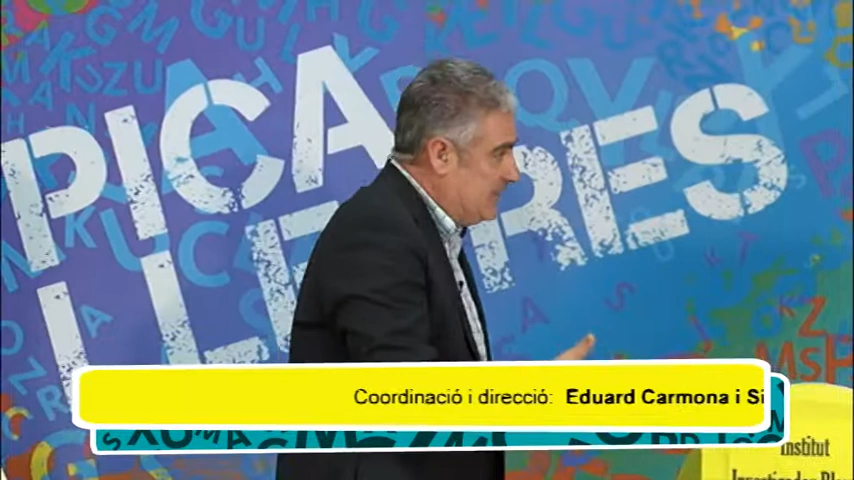 PICA
LLETRES
Coordinació i direcció: Eduard Carmona i Si
Institut